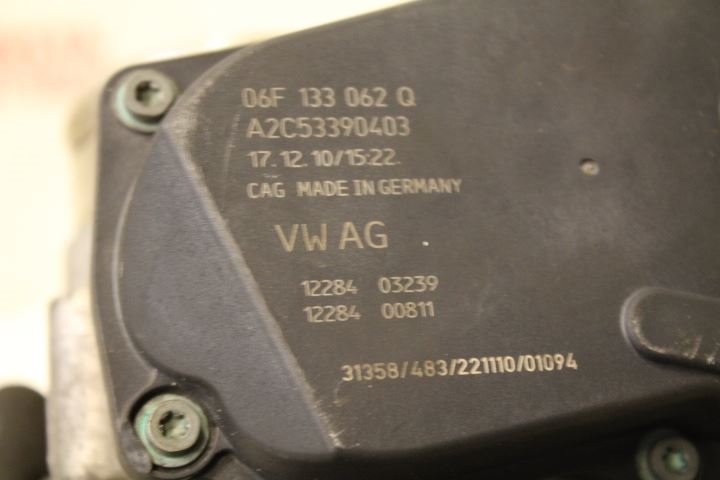 06F 133 062 Q
A2C53390403
17.12.10/15:22
CAG MADE IN GERMANY
VW AG
12284 03239
12284 00811
31358/483/221110/01094